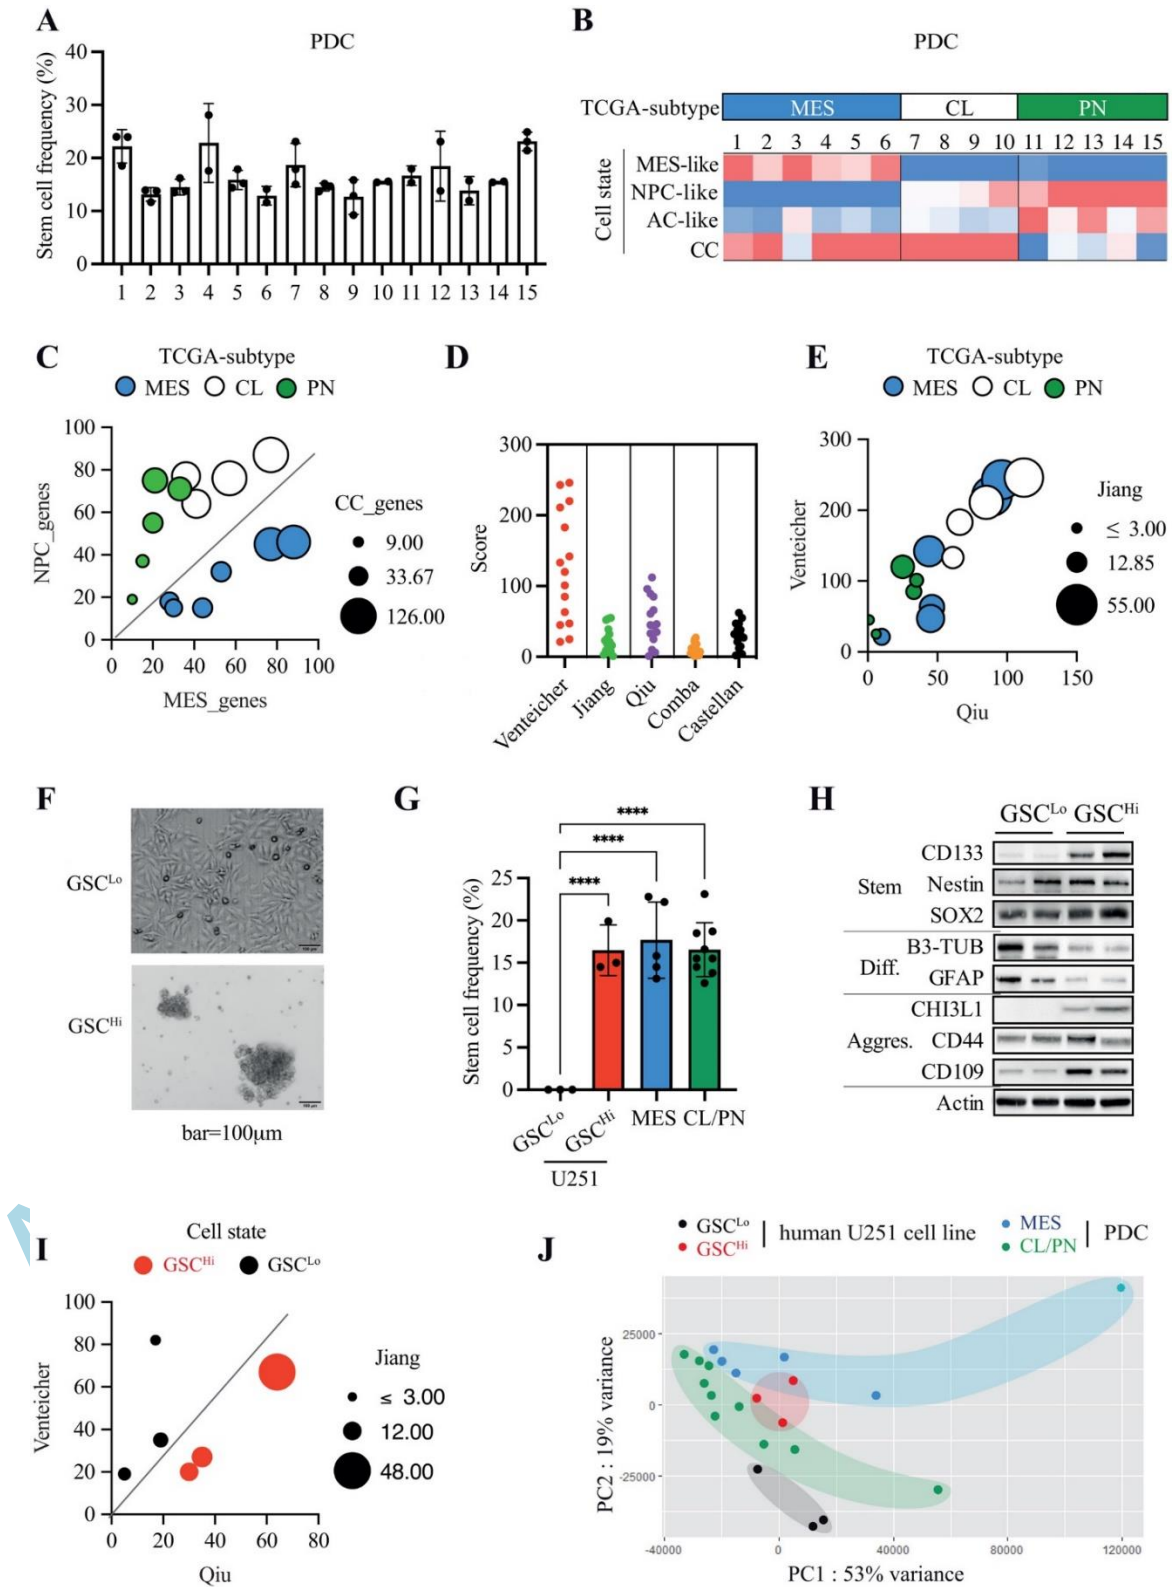 A
PDC
Stem cell frequency (%)
40
30
20
10
0
1 2 3 4 5 6 7 8 9 10 11 12 13 14 15
B
PDC
TCGA-subtype MES CL PN
1 2 3 4 5 6 7 8 9 10 11 12 13 14 15
Cell state
MES-like
NPC-like
AC-like
CC
C
TCGA-subtype
MES CL PN
NPC_genes
100
80
60
40
20
0
0 20 40 60 80 100
MES_genes
CC_genes
9.00
33.67
126.00
D
Score
300
200
100
0
Venteicher
Jiang
Qiu
Comba
Castellan
E
TCGA-subtype
MES CL PN
Venteicher
300
200
100
0
0 50 100 150
Qiu
Jiang
≤ 3.00
12.85
55.00
F
GSCLo
GSCHi
bar=100μm
G
Stem cell frequency (%)
****
****
****
25
20
15
10
5
0
GSCLo GSCHi MES CL/PN
U251
H
GSCLo GSCHi
Stem
CD133
Nestin
SOX2
Diff.
B3-TUB
GFAP
Aggres.
CHI3L1
CD44
CD109
Actin
I
Cell state
GSCHi GSCLo
Venteicher
100
80
60
40
20
0
0 20 40 60 80
Qiu
Jiang
≤ 3.00
12.00
48.00
J
GSCLo
GSCHi
human U251 cell line
MES
CL/PN
PDC
PC2 : 19% variance
25000
0
-25000
-40000 0 40000 80000 120000
PC1 : 53% variance